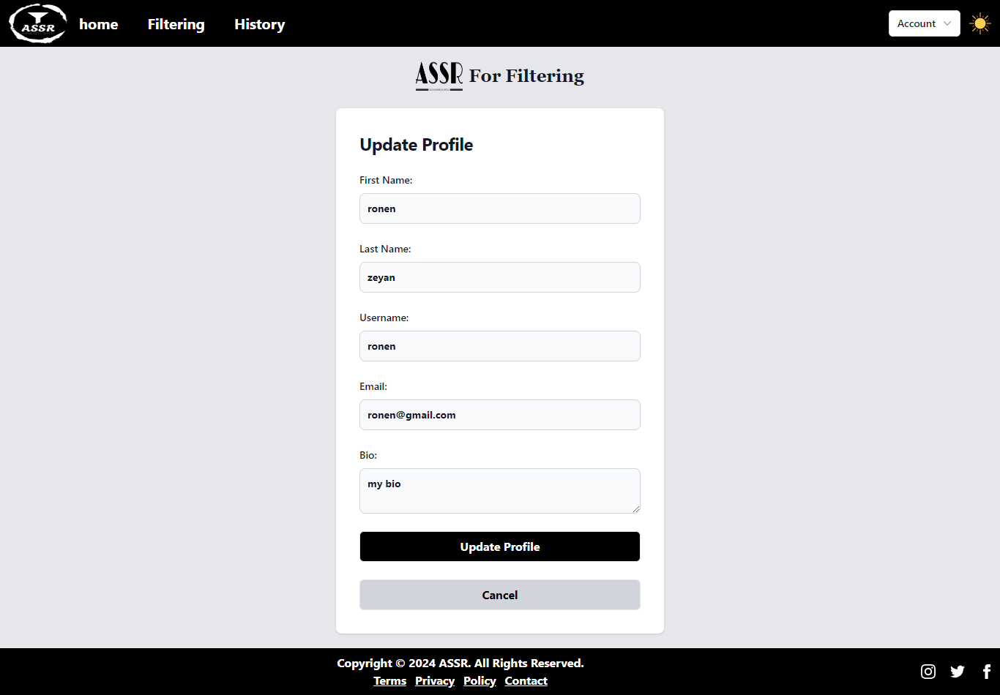 ASSR
home Filtering History Account
ASSR For Filtering
Update Profile
First Name:
ronen
Last Name:
zeyan
Username:
ronen
Email:
ronen@gmail.com
Bio:
my bio
Update Profile
Cancel
Copyright © 2024 ASSR. All Rights Reserved.
Terms Privacy Policy Contact